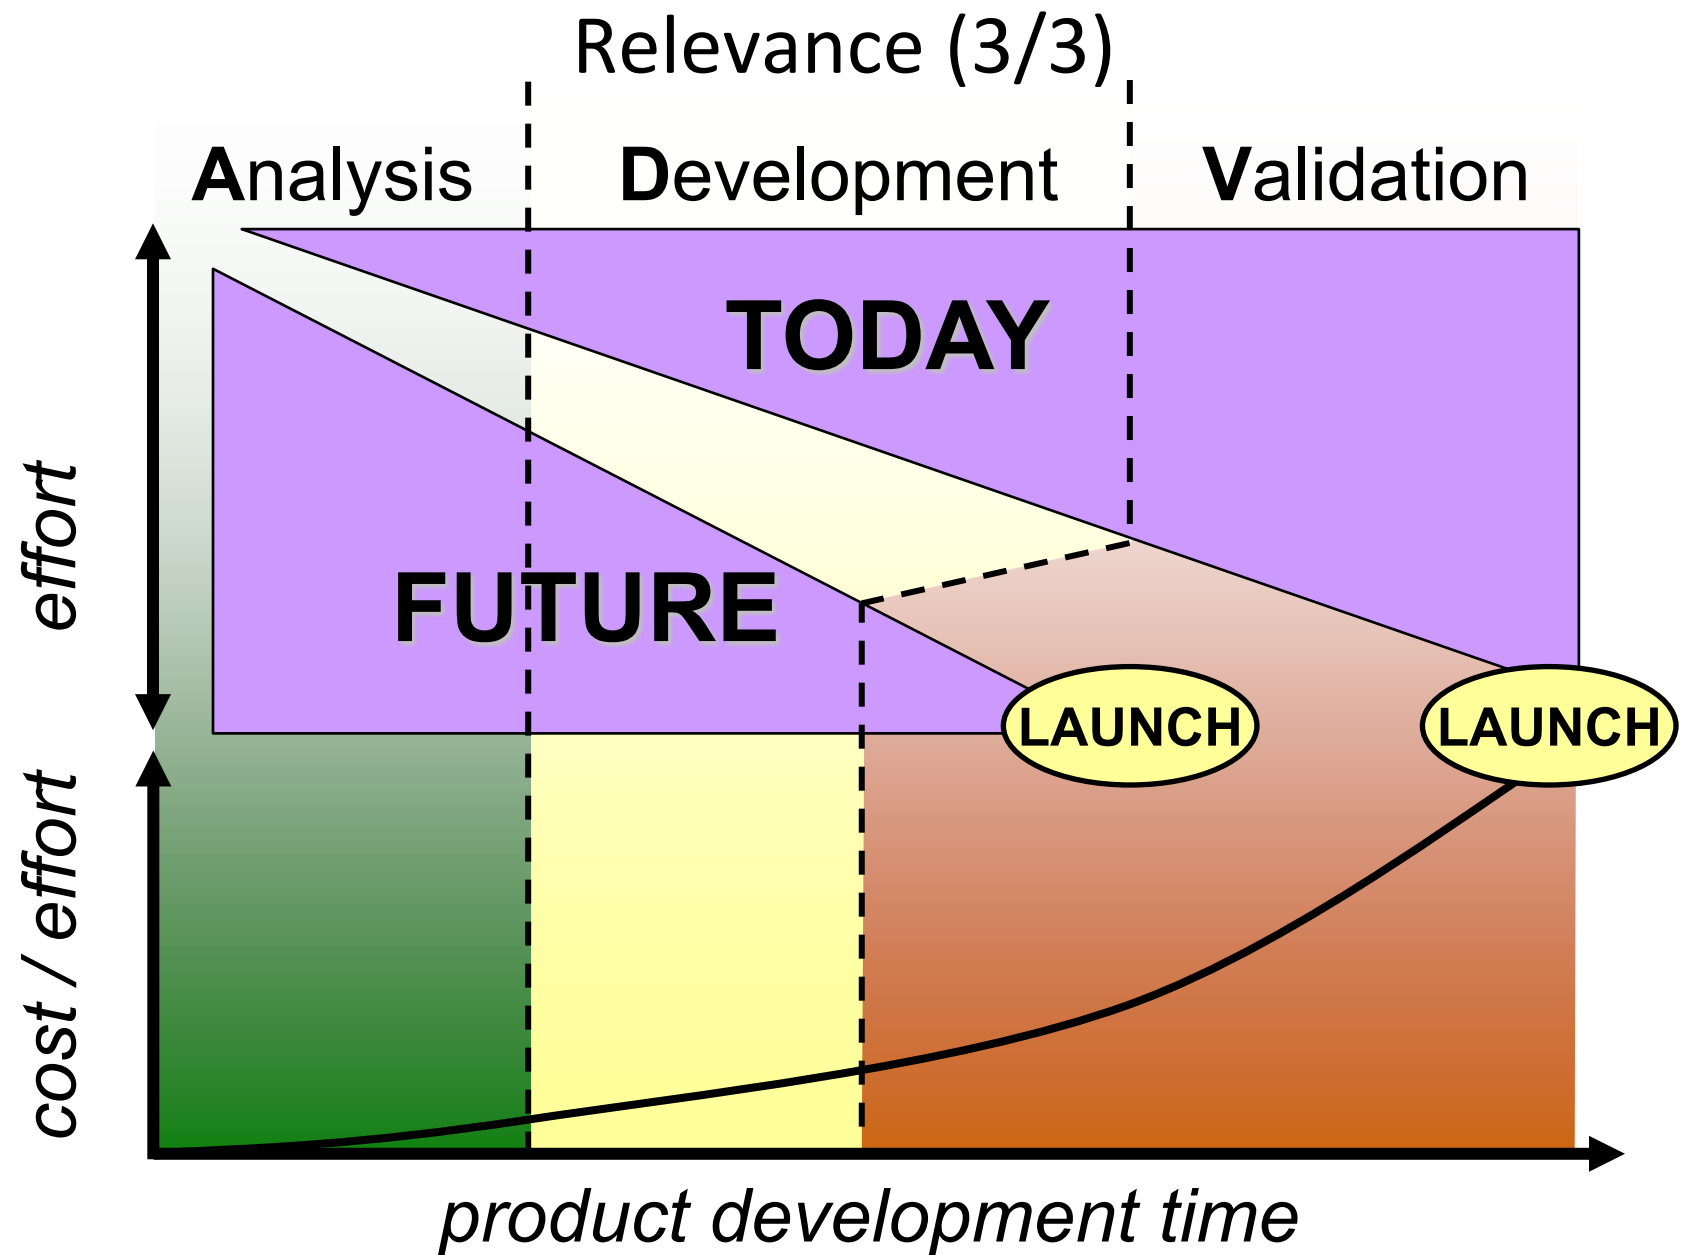 Relevance (3/3)
Analysis
Development
Validation
TODAY
effort
FUTURE
LAUNCH
LAUNCH
cost / effort
product development time